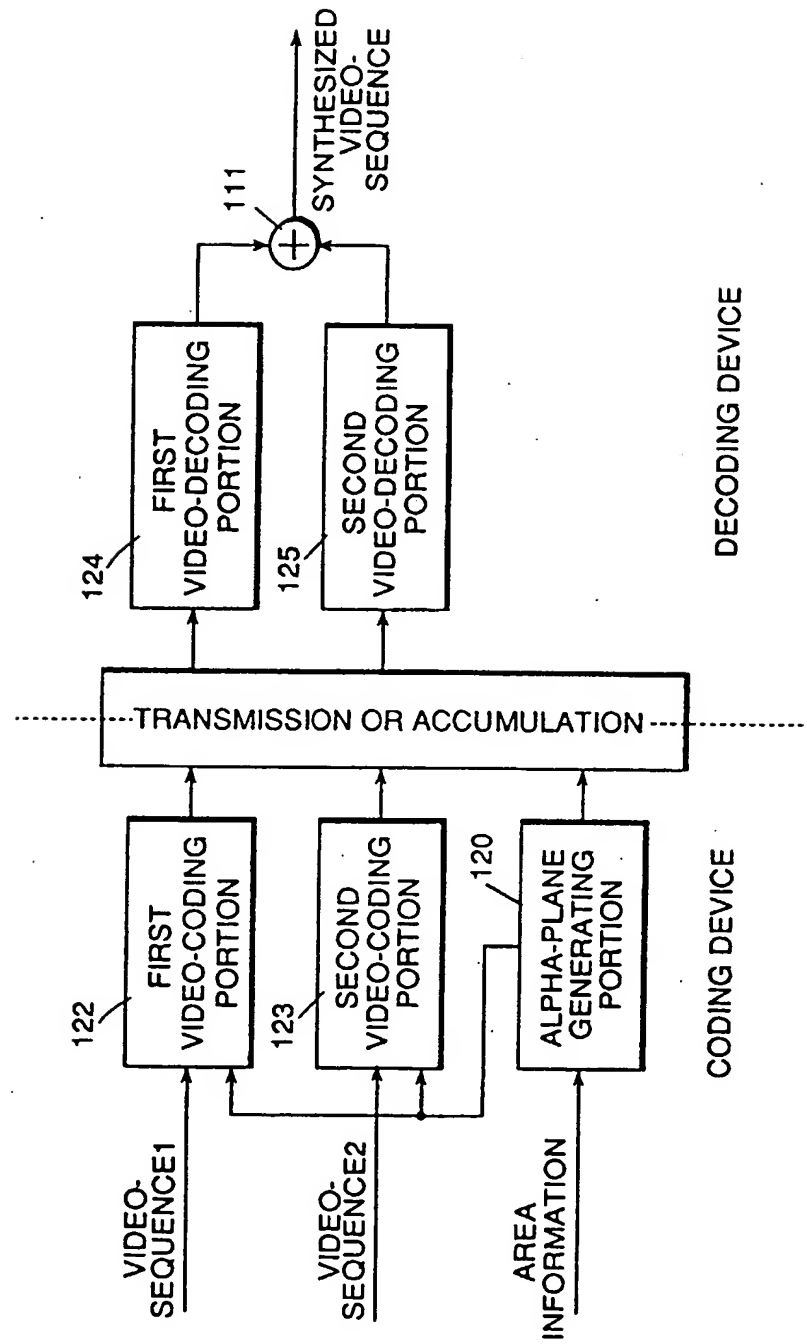 VIDEO-
SEQUENCE1
VIDEO-
SEQUENCE2
AREA
INFORMATION
122
FIRST
VIDEO-CODING
PORTION
123
SECOND
VIDEO-CODING
PORTION
120
ALPHA-PLANE
GENERATING
PORTION
CODING DEVICE
TRANSMISSION OR ACCUMULATION
124
FIRST
VIDEO-DECODING
PORTION
125
SECOND
VIDEO-DECODING
PORTION
111
+
SYNTHESIZED
VIDEO-
SEQUENCE
DECODING DEVICE